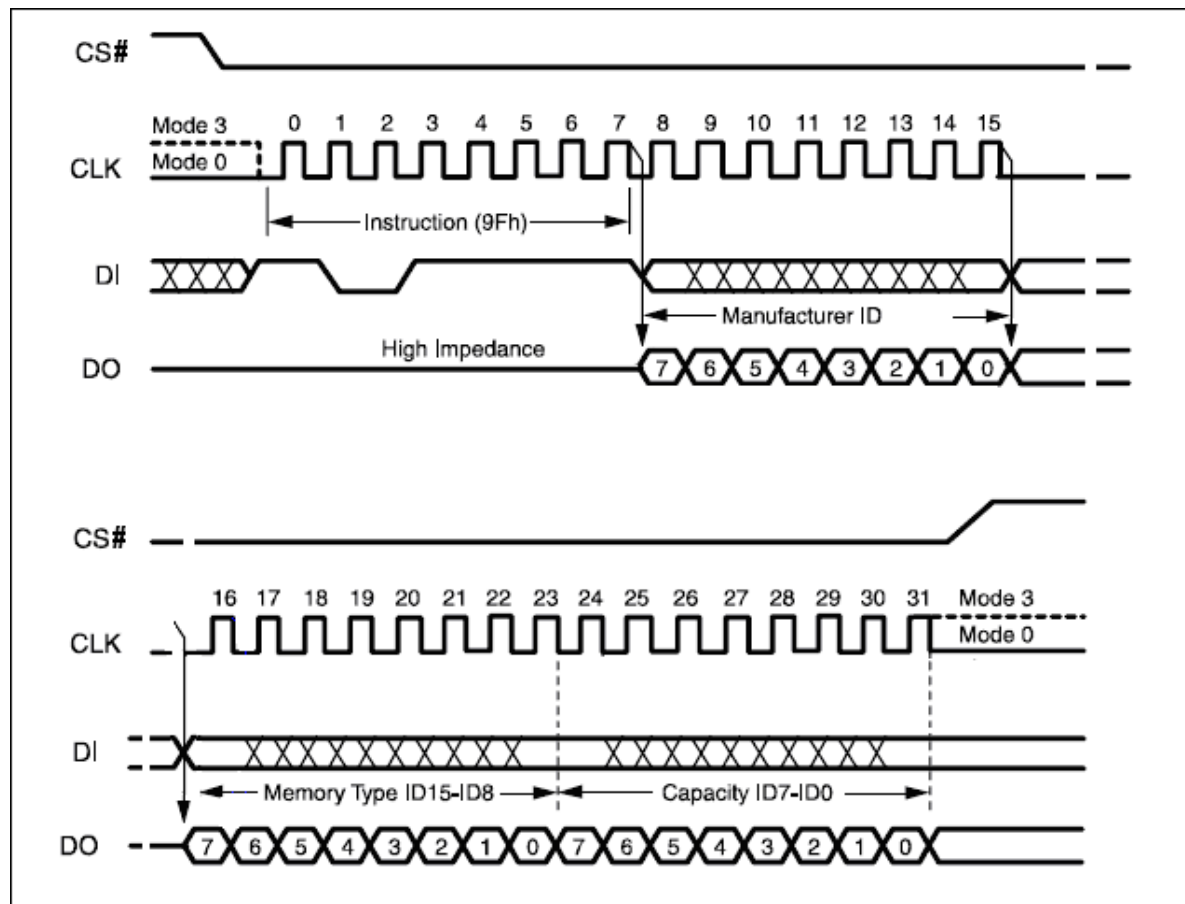 CS#
Mode 3
0 1 2 3 4 5 6 7 8 9 10 11 12 13 14 15
CLK
Mode 0
Instruction (9Fh)
DI
Manufacturer ID
High Impedance
DO
7 6 5 4 3 2 1 0
CS#
16 17 18 19 20 21 22 23 24 25 26 27 28 29 30 31
Mode 3
CLK
Mode 0
DI
Memory Type ID15-ID8
Capacity ID7-ID0
DO
7 6 5 4 3 2 1 0 7 6 5 4 3 2 1 0